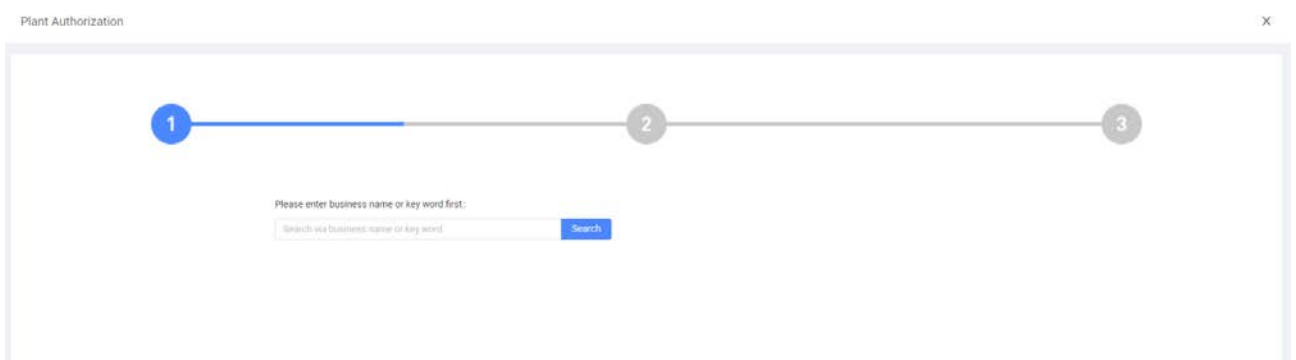 Plant Authorization
X
1
2
3
Please enter business name or key word first:
Search via business name or key word
Search